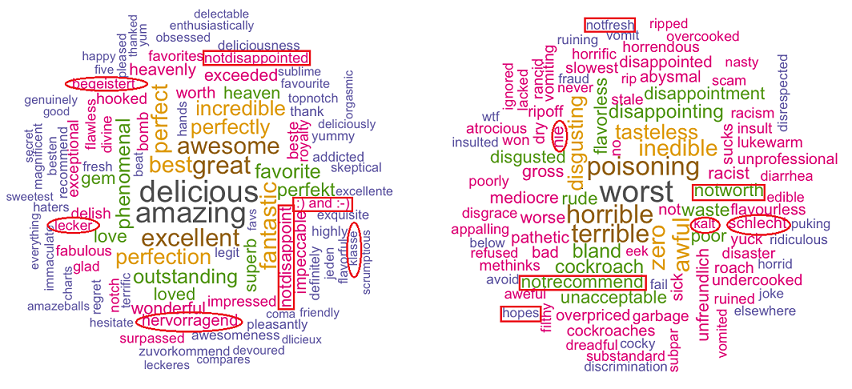 delectable
enthusiastically
obsessed
thanked
yum
pleased
happy
five
favorites
deliciousness
notdisappointed
heavenly
exceeded
sublime
begeistert
hooked
worth
heaven
favourite
orgasmic
genuinely
good
flawless
divine
bomb
perfect
hands
incredible
topnotch
thank
perfectly
beste
royalty
deliciously
yummy
secret
magnificent
besten
recommend
exceptional
awesome
fresh
beat
best
great
favorite
addicted
skeptical
gem
phenomenal
delicious
perfekt
excellente
sweetest
haters
delish
amazing
favs
fantastic
:) and :-)
exquisite
lecker
love
excellent
superb
notdisappoint
impeccable
highly
everything
immaculate
fabulous
perfection
legit
definitely
jeden
flavorful
klasse
scrumptious
glad
charts
regret
notch
terrific
outstanding
loved
impressed
amazeballs
wonderful
coma
friendly
hesitate
hervorragend
pleasantly
surpassed
awesomeness
dlicieux
zuvorkommend
devoured
leckeres
compares
notfresh
ripped
ruining
vomit
overcooked
horrific
horrendous
slowest
disappointed
nasty
ignored
lacked
rancid
vomiting
fraud
rip
abysmal
scam
never
stale
disappointment
disrespected
wtf
ripoff
flavorless
disappointing
racism
atrocious
insulted
won
dry
nie
disgusting
no
tasteless
sucks
insult
lukewarm
inedible
disgusted
unprofessional
gross
poisoning
racist
diarrhea
poorly
mediocre
rude
worst
notworth
edible
disgrace
worse
horrible
not
waste
flavourless
appalling
terrible
zero
awful
kalt
schlecht
puking
below
pathetic
poor
yuck
ridiculous
refused
bad
bland
eek
disaster
methinks
cockroach
roach
horrid
avoid
notrecommend
fail
sick
undercooked
aweful
unacceptable
unfreundlich
ruined
joke
hopes
filthy
overpriced
garbage
vomited
elsewhere
cockroaches
dreadful
cocky
subpar
substandard
discrimination